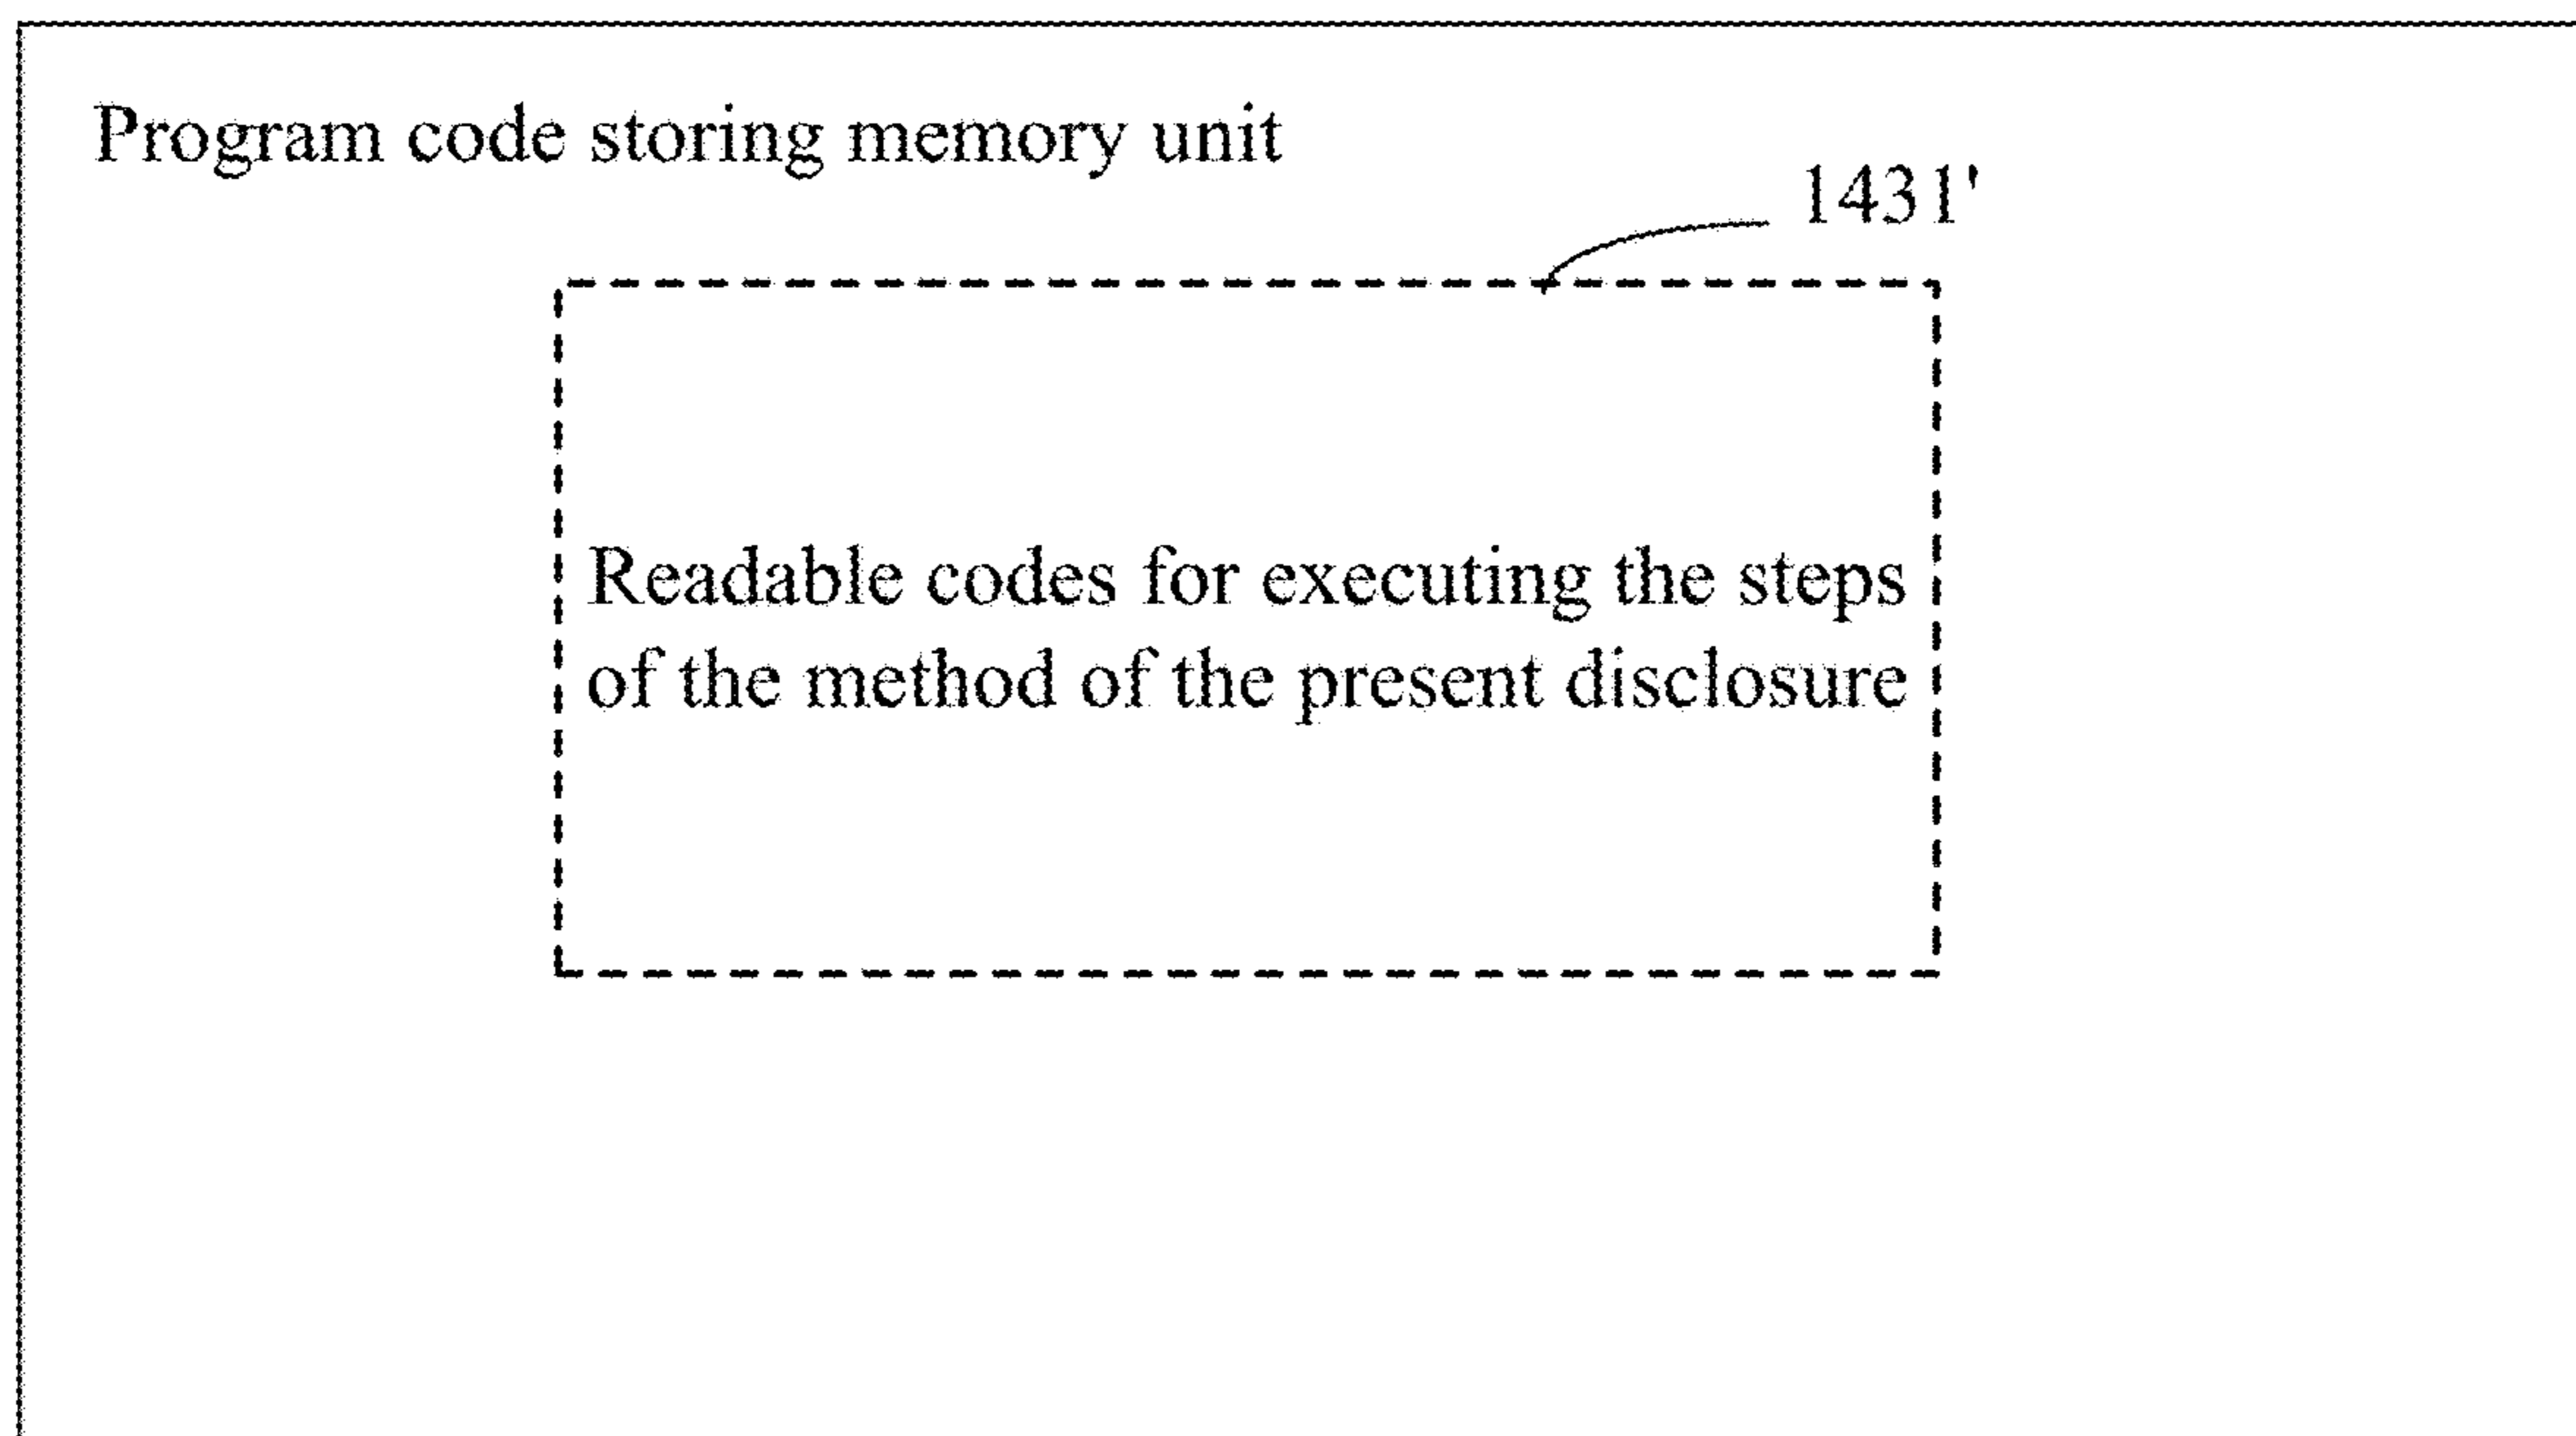 Program code storing memory unit
1431'
Readable codes for executing the steps
of the method of the present disclosure